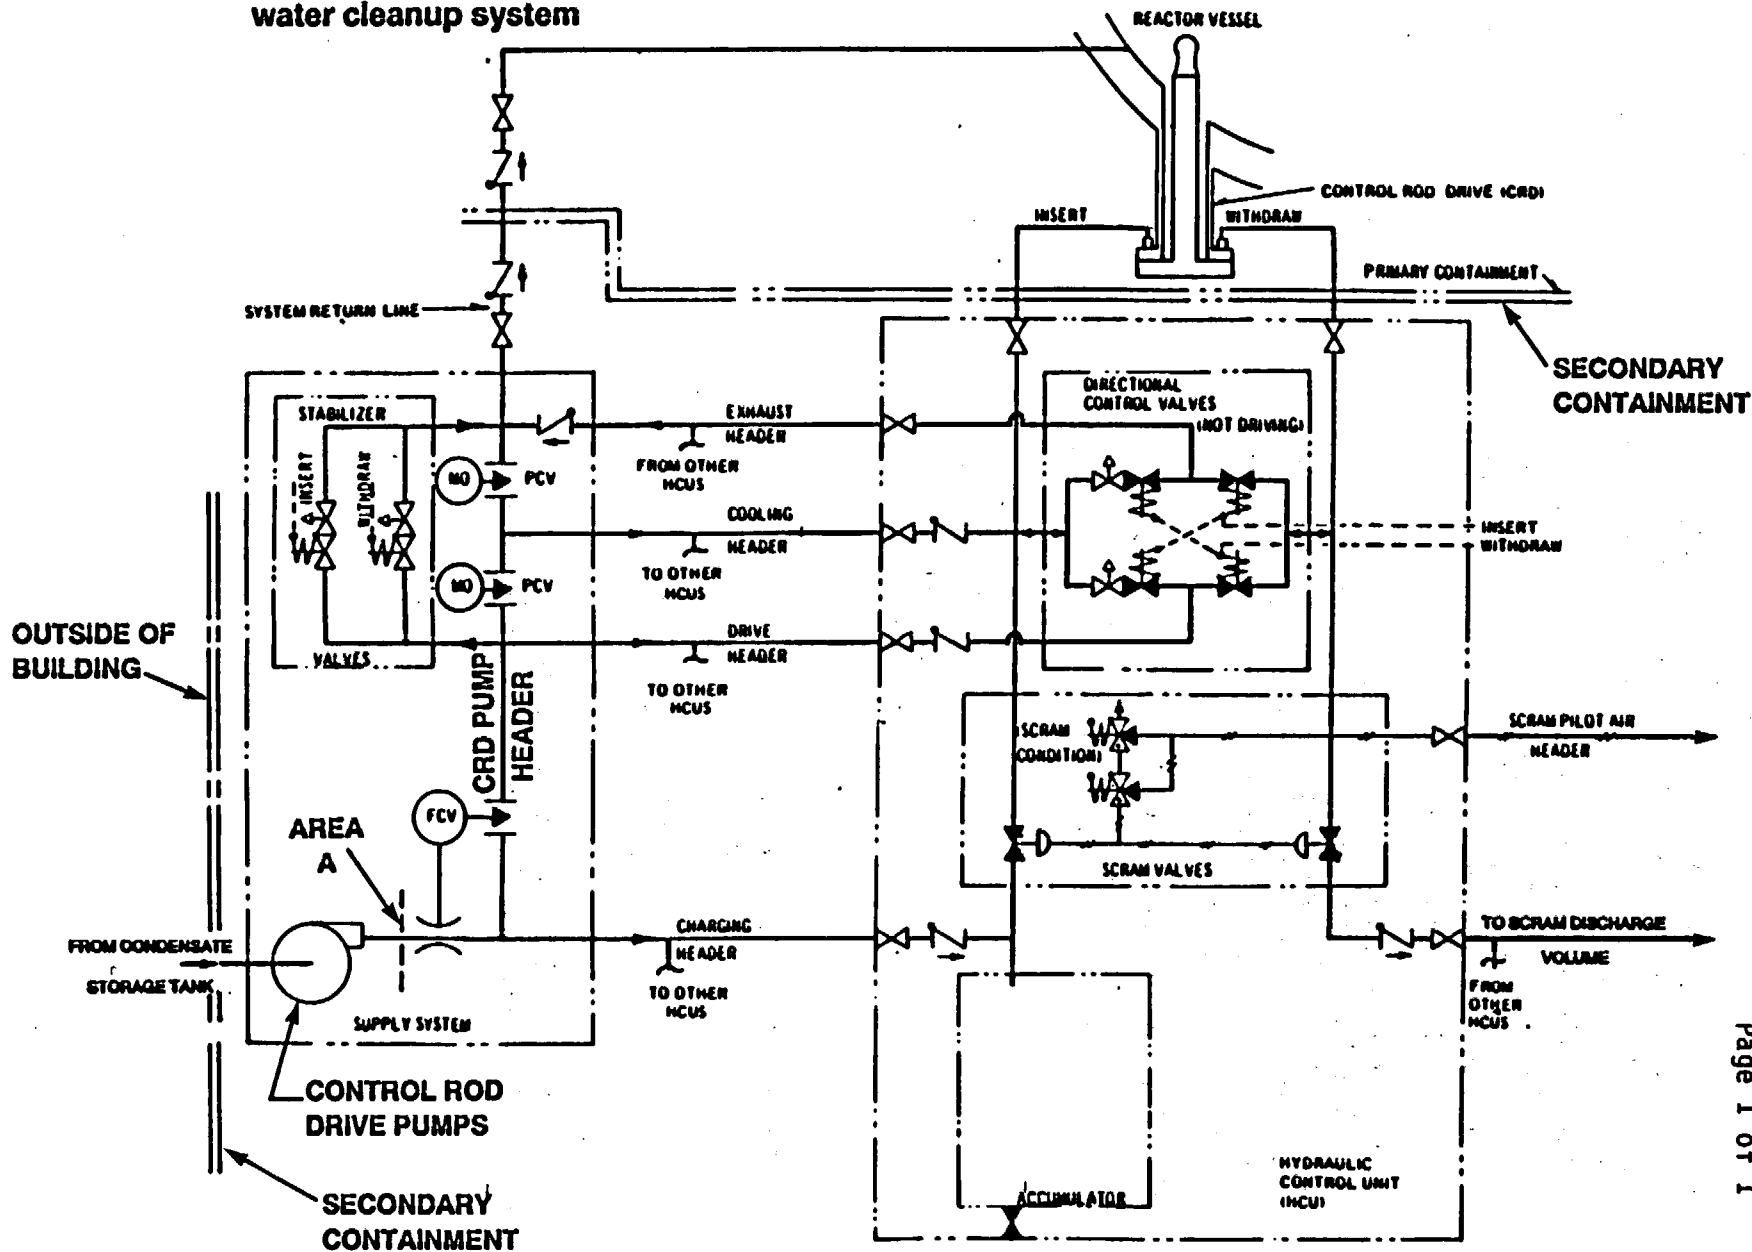 water cleanup system
REACTOR VESSEL
CONTROL ROD DRIVE (CRD)
INSERT
WITHDRAW
PRIMARY CONTAINMENT
SYSTEM RETURN LINE
SECONDARY
CONTAINMENT
STABILIZER
INSERT
WITHDRAW
VALVES
MO
PCV
MO
PCV
EXHAUST
HEADER
FROM OTHER
HCUS
COOLING
HEADER
TO OTHER
HCUS
DRIVE
HEADER
TO OTHER
HCUS
DIRECTIONAL
CONTROL VALVES
(NOT DRIVING)
INSERT
WITHDRAW
OUTSIDE OF
BUILDING
CRD PUMP
HEADER
(SCRAM
CONDITION)
SCRAM PILOT AIR
HEADER
FCV
AREA
A
SCRAM VALVES
FROM CONDENSATE
STORAGE TANK
CHARGING
HEADER
TO OTHER
HCUS
TO SCRAM DISCHARGE
VOLUME
FROM
OTHER
HCUS
SUPPLY SYSTEM
CONTROL ROD
DRIVE PUMPS
SECONDARY
CONTAINMENT
ACCUMULATOR
HYDRAULIC
CONTROL UNIT
(HCU)
Page 1 of 1